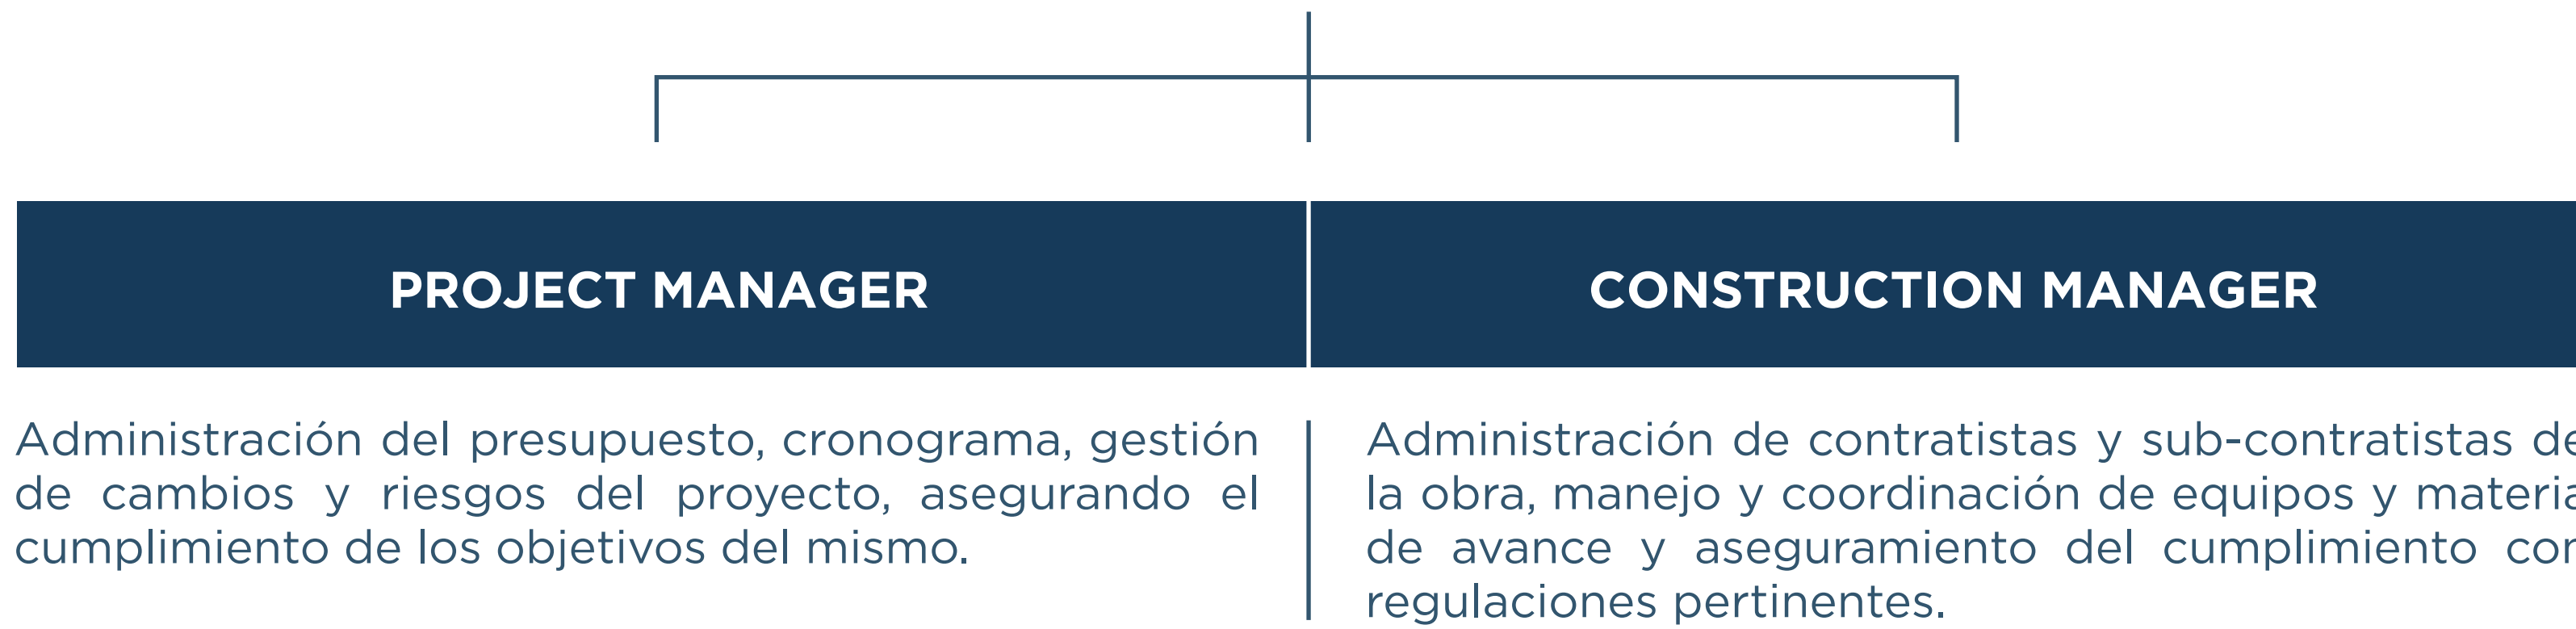 PROJECT MANAGER
CONSTRUCTION MANAGER
Administración del presupuesto, cronograma, gestión
de cambios y riesgos del proyecto, asegurando el
cumplimiento de los objetivos del mismo.
Administración de contratistas y sub-contratistas
la obra, manejo y coordinación de equipos y
de avance y aseguramiento del cumplimiento
regulaciones pertinentes.